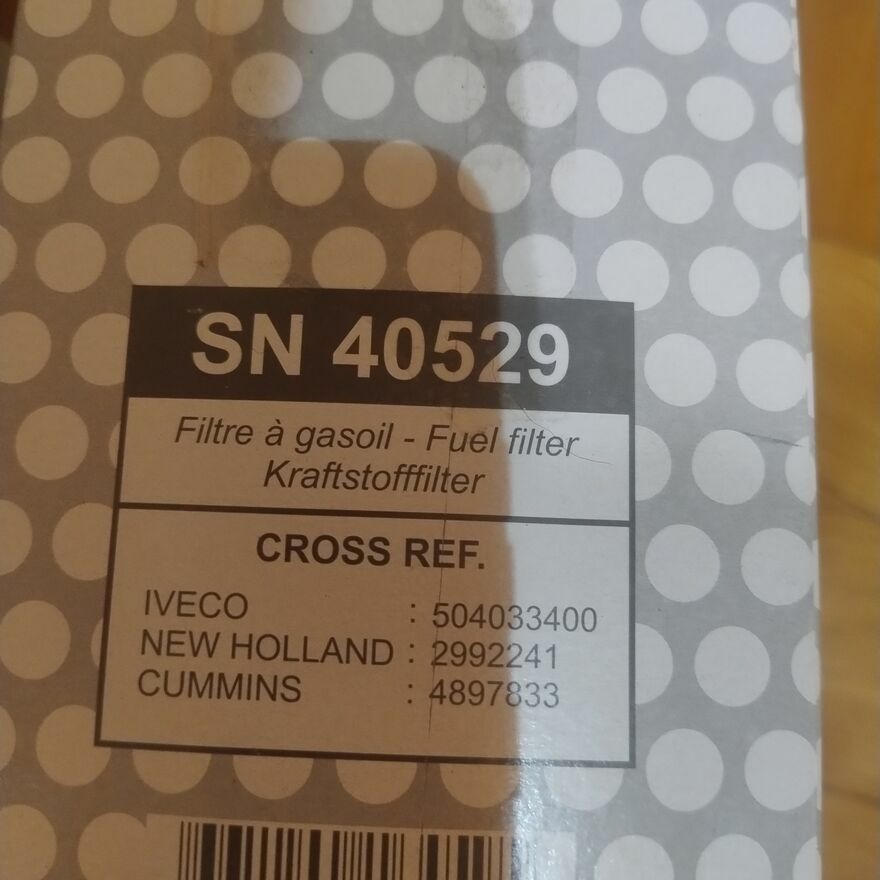 SN 40529
Filtre à gasoil - Fuel filter
Kraftstofffilter
CROSS REF.
IVECO : 504033400
NEW HOLLAND : 2992241
CUMMINS : 4897833